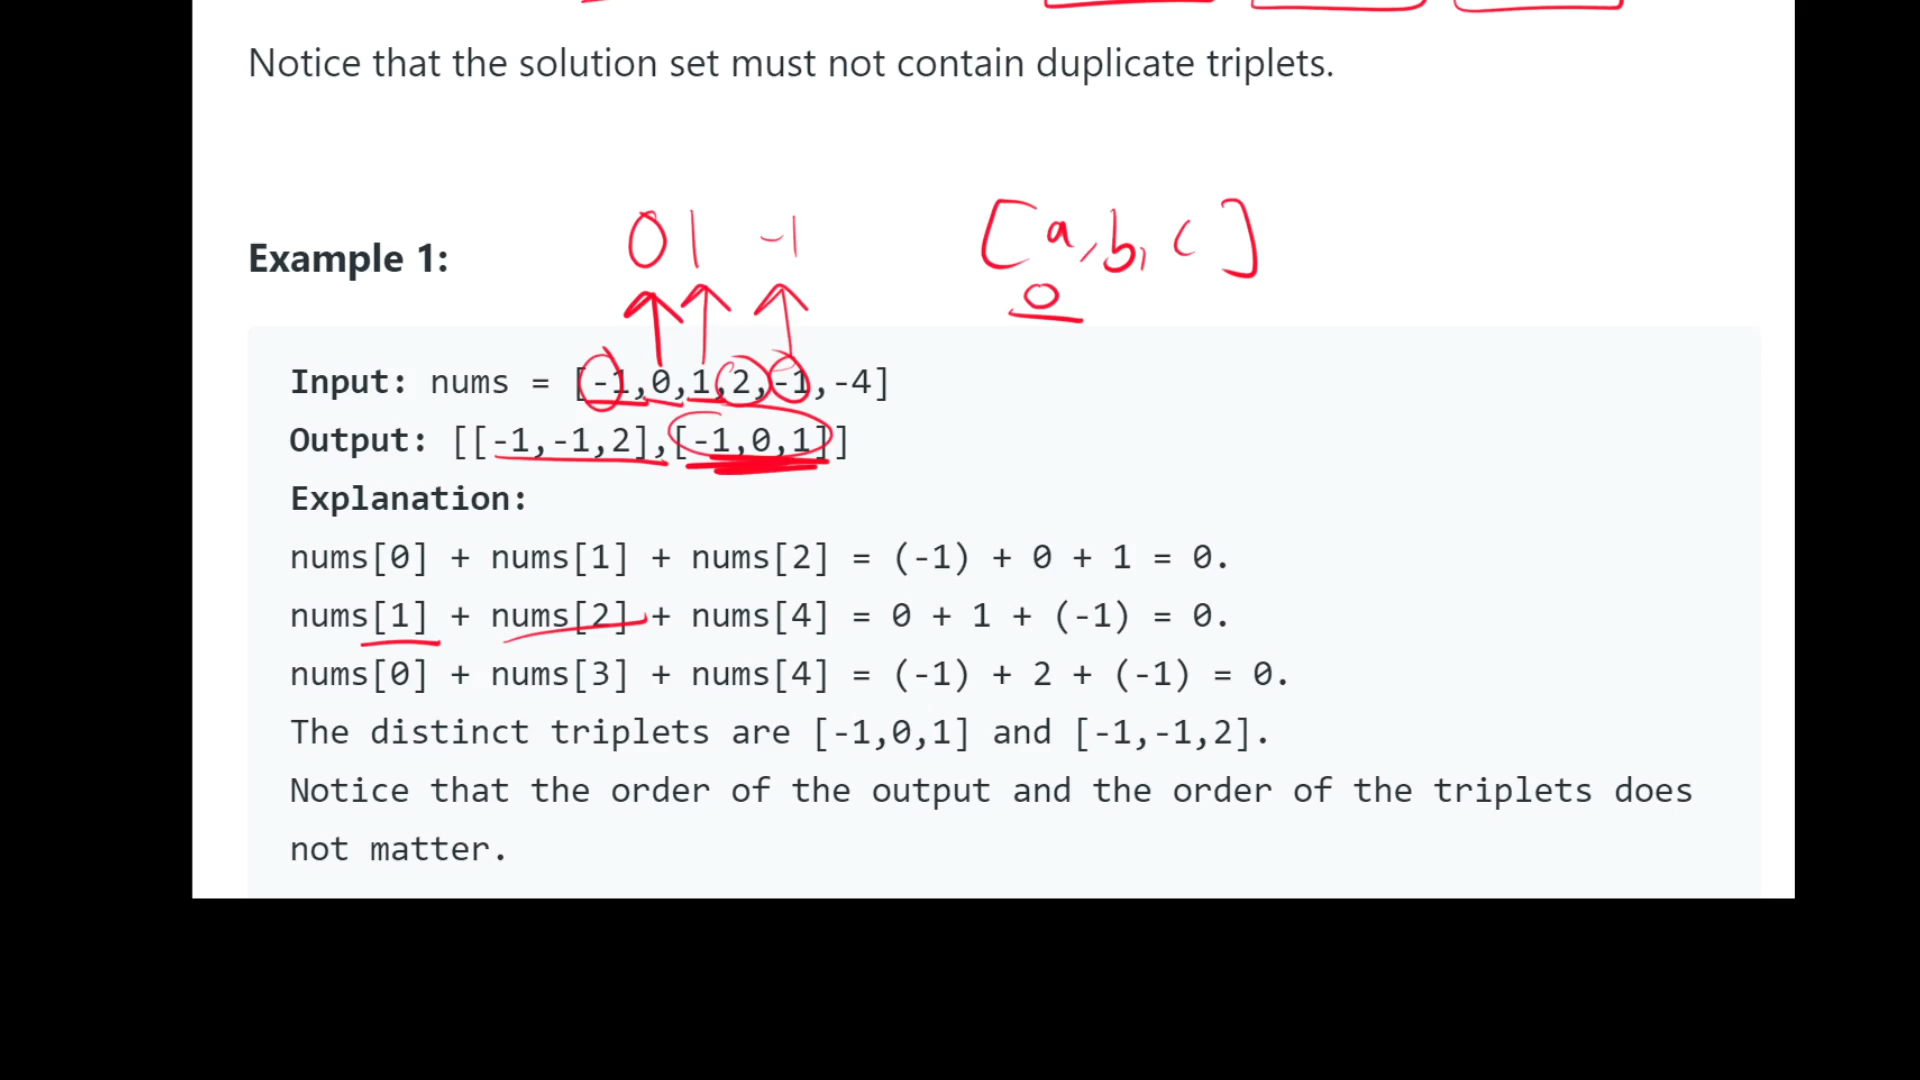 Notice that the solution set must not contain duplicate triplets.
0 1 -1 [a, b, c]
Example 1:
0
Input: nums = [-1,0,1,2,-1,-4]
Output: [[-1,-1,2],[-1,0,1]]
Explanation:
nums[0] + nums[1] + nums[2] = (-1) + 0 + 1 = 0.
nums[1] + nums[2] + nums[4] = 0 + 1 + (-1) = 0.
nums[0] + nums[3] + nums[4] = (-1) + 2 + (-1) = 0.
The distinct triplets are [-1,0,1] and [-1,-1,2].
Notice that the order of the output and the order of the triplets does
not matter.